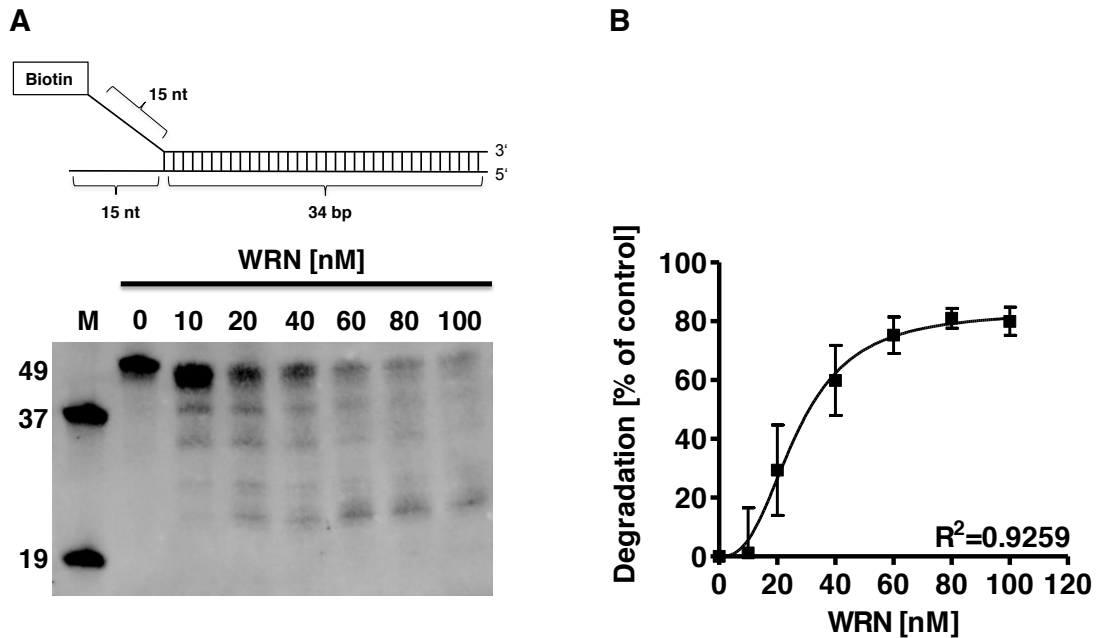 A
Biotin
15 nt
3‘
5‘
15 nt
34 bp
WRN [nM]
M 0 10 20 40 60 80 100
49
37
19
B
Degradation [% of control]
100
80
60
40
20
0
R²=0.9259
0 20 40 60 80 100 120
WRN [nM]